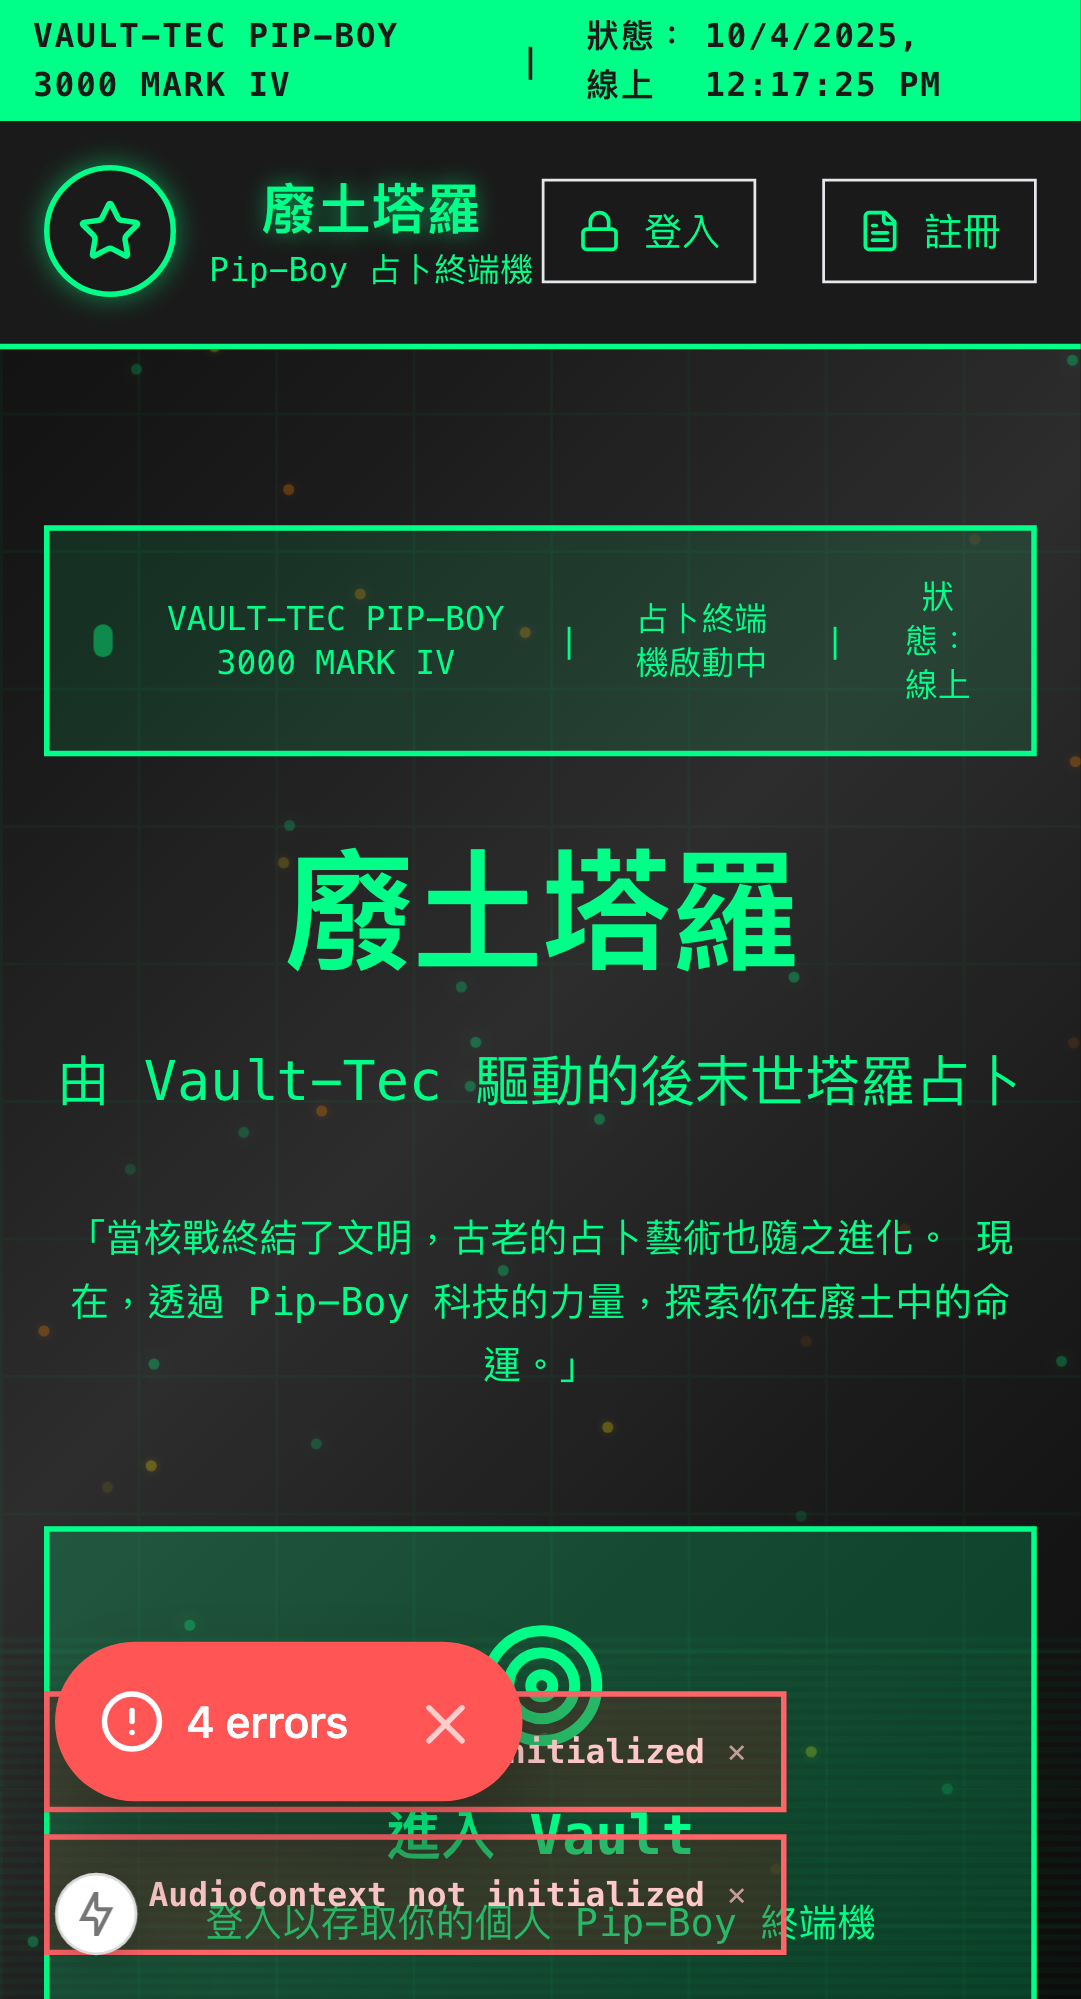 VAULT-TEC PIP-BOY
3000 MARK IV
|
狀態：
線上
10/4/2025,
12:17:25 PM
廢土塔羅
Pip-Boy 占卜終端機
登入
註冊
VAULT-TEC PIP-BOY
3000 MARK IV
|
占卜終端
機啟動中
|
狀
態：
線上
廢土塔羅
由 Vault-Tec 驅動的後末世塔羅占卜
「當核戰終結了文明，古老的占卜藝術也隨之進化。 現
在，透過 Pip-Boy 科技的力量，探索你在廢土中的命
運。」
4 errors
initialized ×
進入 Vault
AudioContext not initialized ×
登入以存取你的個人 Pip-Boy 終端機